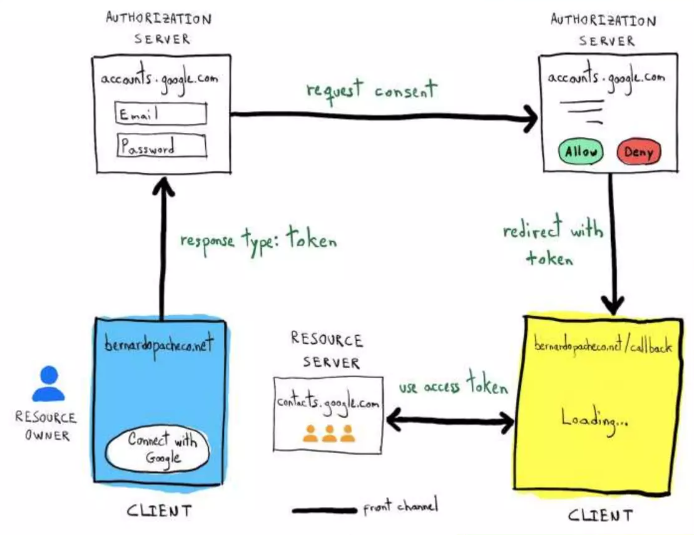 AUTHORIZATION
SERVER
accounts.google.com
Email
Password
request consent
AUTHORIZATION
SERVER
accounts.google.com
Allow
Deny
response type: token
redirect with
token
RESOURCE
OWNER
bernardopacheco.net
Connect with
Google
CLIENT
RESOURCE
SERVER
contacts.google.com
use access token
bernardopacheco.net/callback
Loading...
CLIENT
front channel